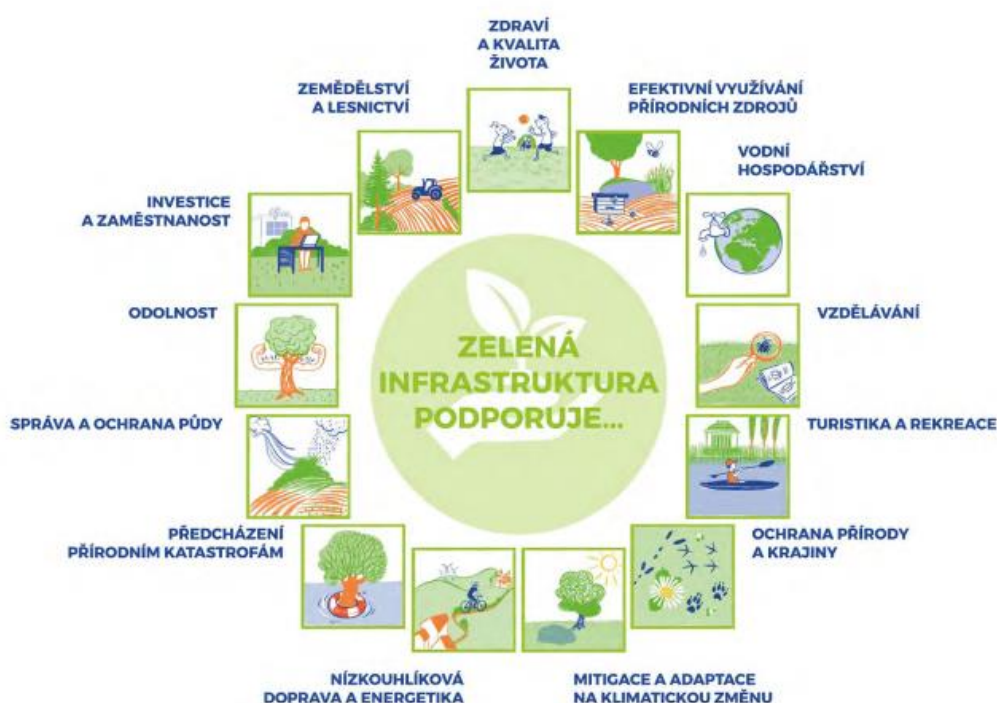 ZDRAVÍ
A KVALITA
ŽIVOTA
ZEMĚDĚLSTVÍ
A LESNICTVÍ
EFEKTIVNÍ VYUŽÍVÁNÍ
PŘÍRODNÍCH ZDROJŮ
VODNÍ
HOSPODÁŘSTVÍ
INVESTICE
A ZAMĚSTNANOST
ODOLNOST
ZELENÁ
INFRASTRUKTURA
PODPORUJE...
VZDĚLÁVÁNÍ
SPRÁVA A OCHRANA PŮDY
TURISTIKA A REKREACE
PŘEDCHÁZENÍ
PŘÍRODNÍM KATASTROFÁM
OCHRANA PŘÍRODY
A KRAJINY
NÍZKOUHLÍKOVÁ
DOPRAVA A ENERGETIKA
MITIGACE A ADAPTACE
NA KLIMATICKOU ZMĚNU